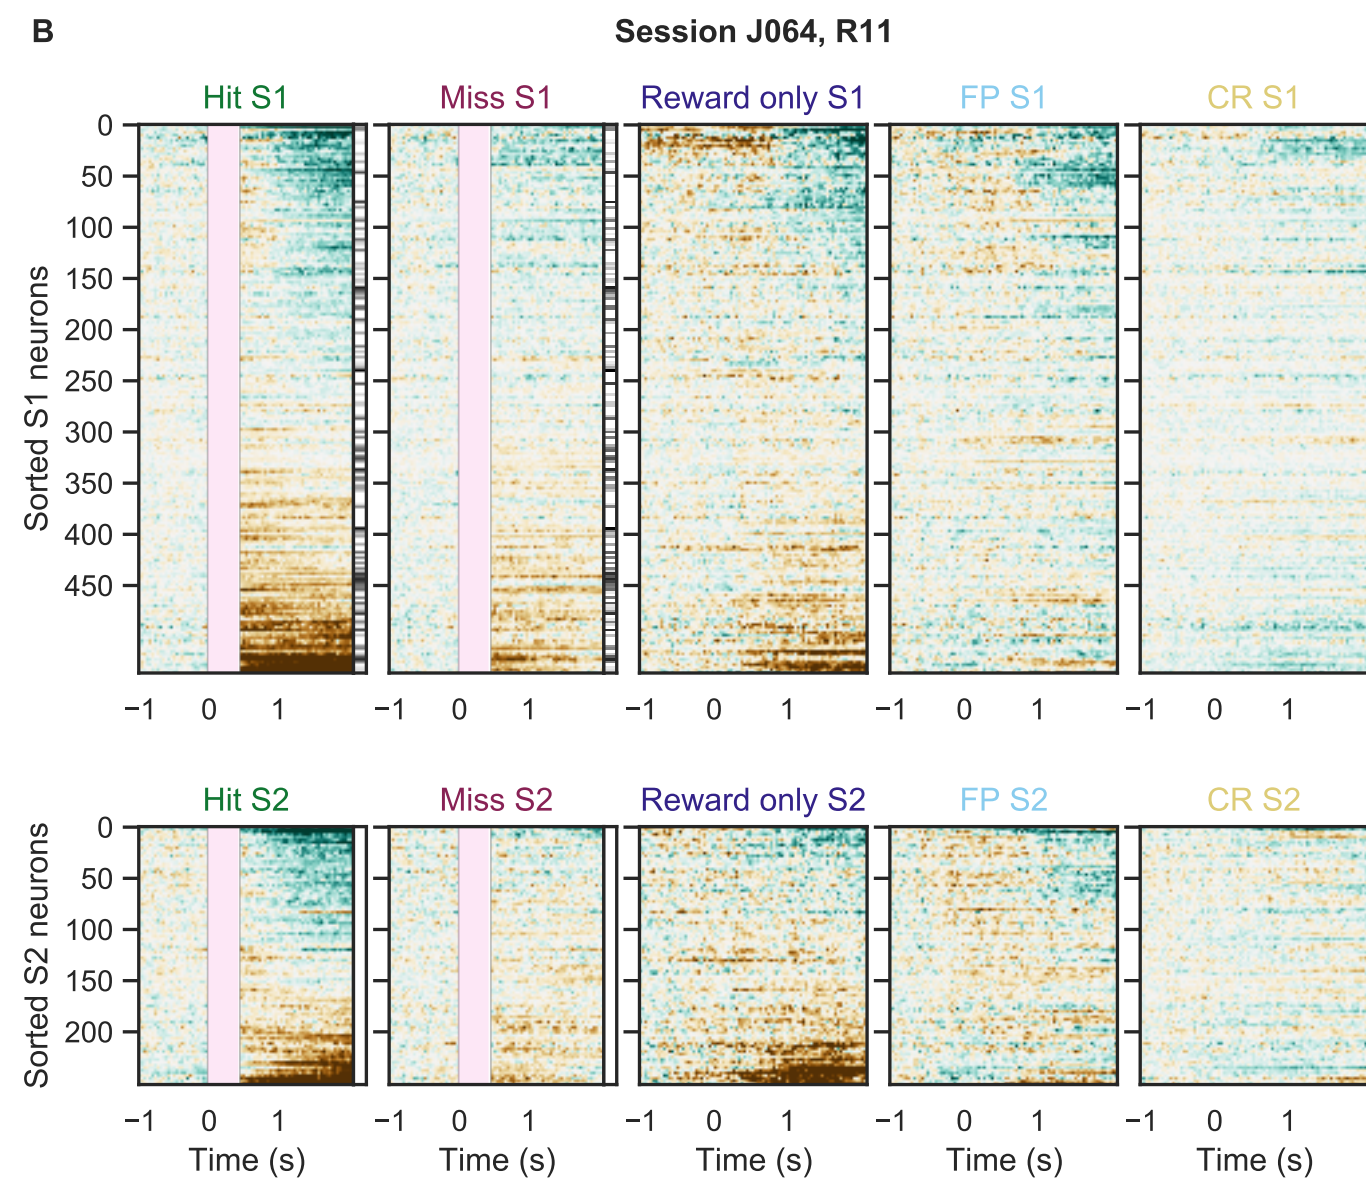 B
Session J064, R11
Hit S1
Miss S1
Reward only S1
FP S1
CR S1
Sorted S1 neurons
0
50
100
150
200
250
300
350
400
450
−1 0 1
−1 0 1
−1 0 1
−1 0 1
−1 0 1
Hit S2
Miss S2
Reward only S2
FP S2
CR S2
Sorted S2 neurons
0
50
100
150
200
−1 0 1
−1 0 1
−1 0 1
−1 0 1
−1 0 1
Time (s)
Time (s)
Time (s)
Time (s)
Time (s)